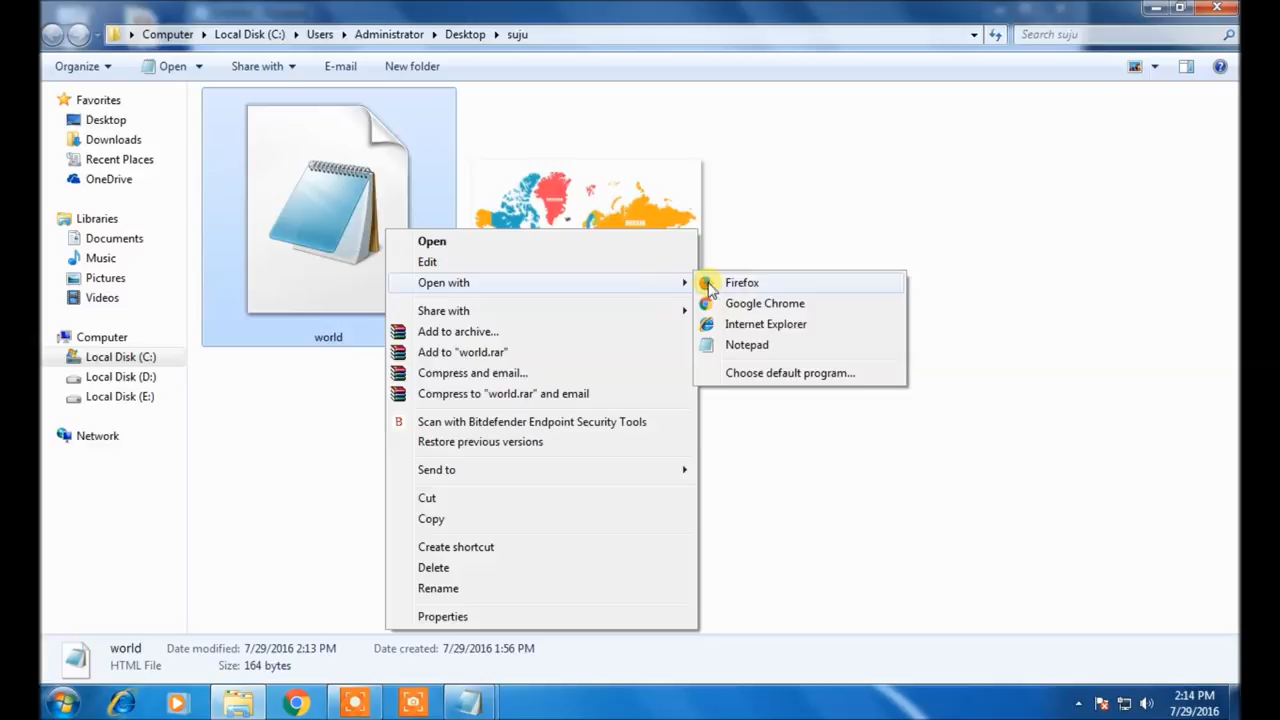 Computer Local Disk (C:) Users Administrator Desktop suju
Search suju
Organize Open Share with E-mail New folder
Favorites
Desktop
Downloads
Recent Places
OneDrive
Libraries
Documents
Music
Pictures
Videos
Computer
Local Disk (C:)
Local Disk (D:)
Local Disk (E:)
Network
world
Open
Edit
Open with
Share with
Add to archive...
Add to "world.rar"
Compress and email...
Compress to "world.rar" and email
B Scan with Bitdefender Endpoint Security Tools
Restore previous versions
Send to
Cut
Copy
Create shortcut
Delete
Rename
Properties
Firefox
Google Chrome
Internet Explorer
Notepad
Choose default program...
world Date modified: 7/29/2016 2:13 PM Date created: 7/29/2016 1:56 PM
HTML File Size: 164 bytes
2:14 PM
7/29/2016